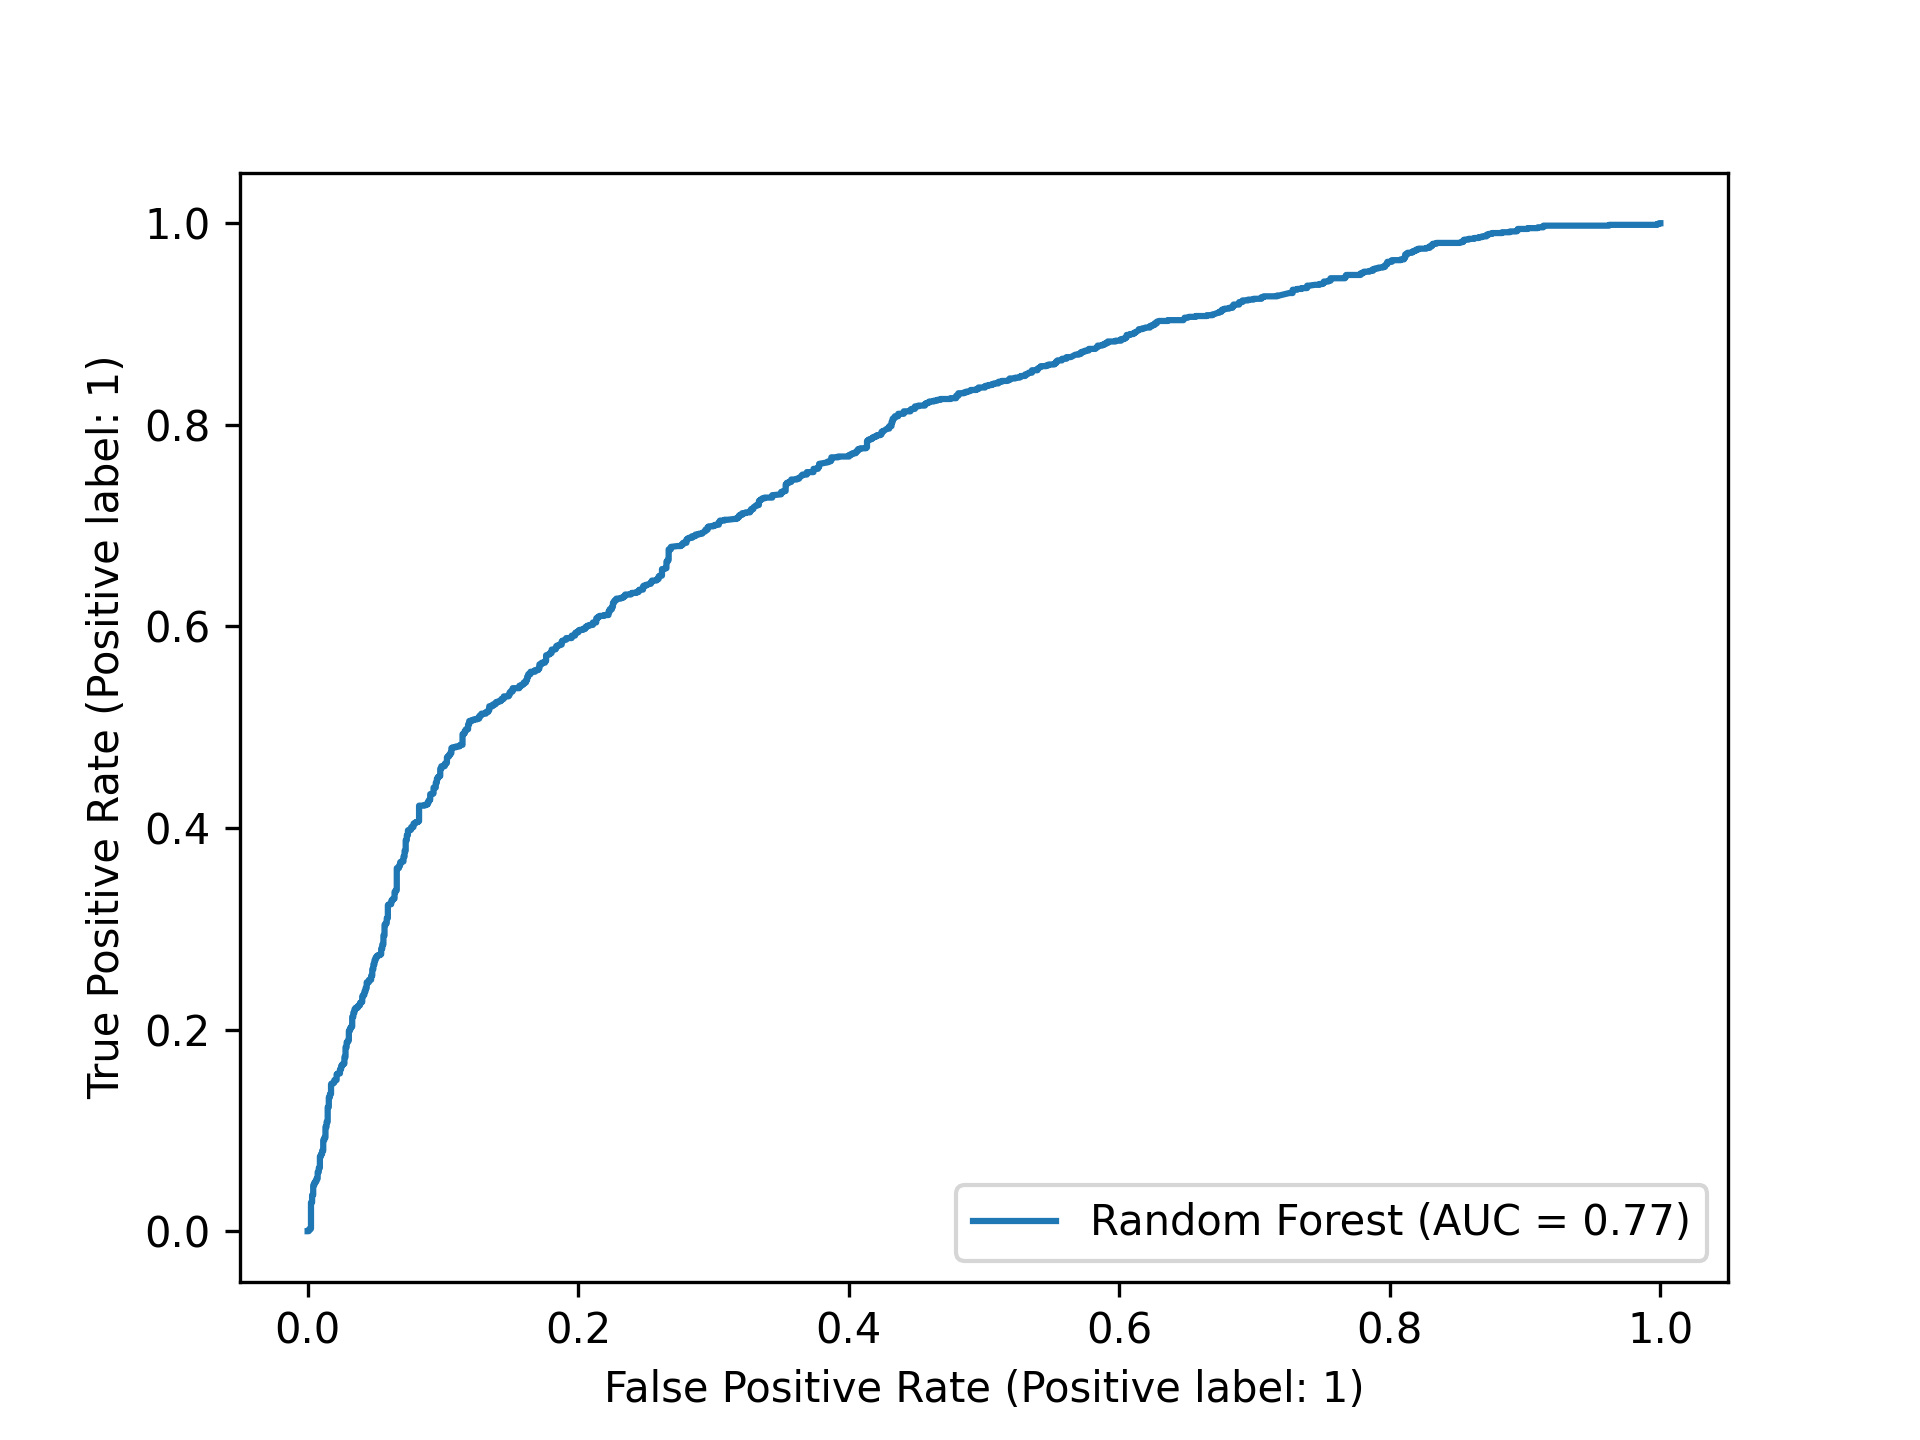 1.0
0.8
0.6
0.4
0.2
0.0
True Positive Rate (Positive label: 1)
Random Forest (AUC = 0.77)
0.0 0.2 0.4 0.6 0.8 1.0
False Positive Rate (Positive label: 1)